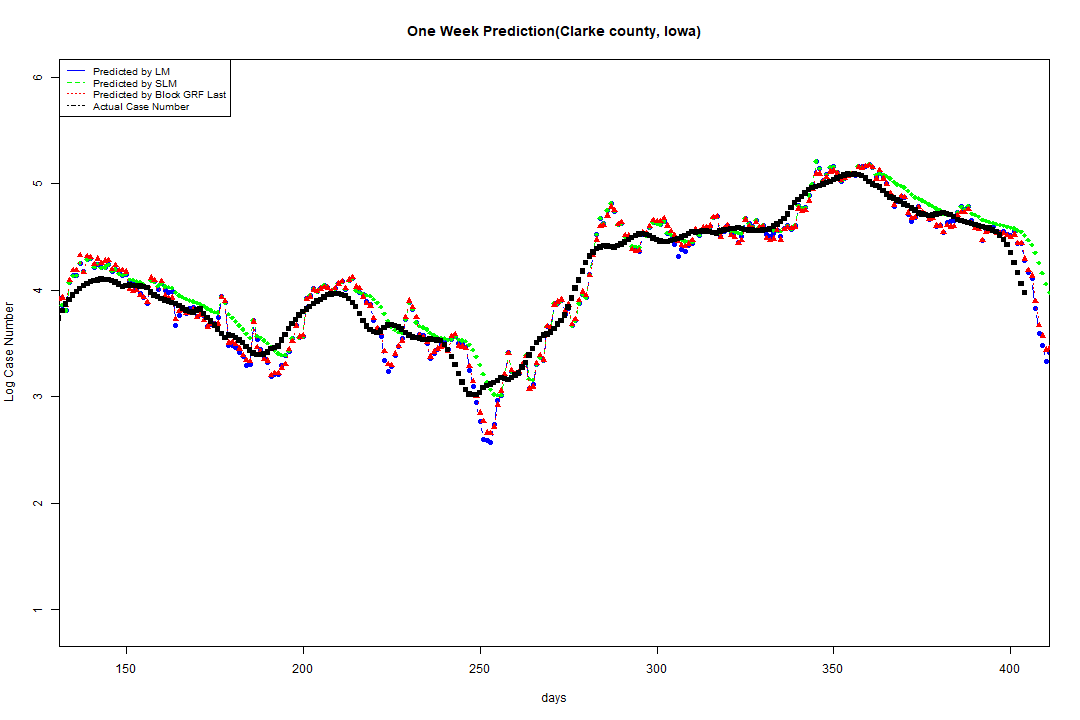 One Week Prediction(Clarke county, Iowa)
Predicted by LM
Predicted by SLM
Predicted by Block GRF Last
Actual Case Number
6
5
4
3
2
1
Log Case Number
150 200 250 300 350 400
days